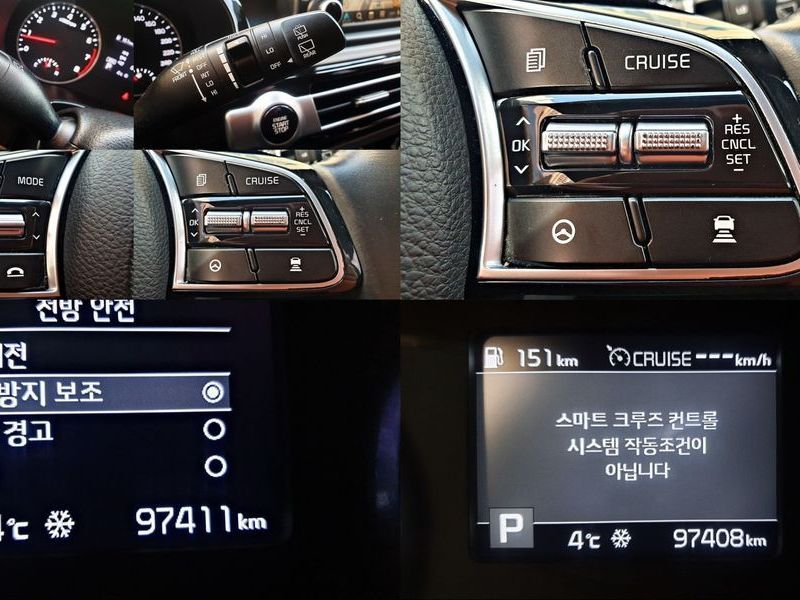 HI
LO
OFF
REAR
FRONT
OFF
INT
LO
HI
ENGINE
START
STOP
MODE
CRUISE
OK
+
RES
CNCL
SET
-
CRUISE
OK
+
RES
CNCL
SET
-
전방 안전
방지 보조
경고
4℃ 97411km
151km CRUISE ---km/h
스마트 크루즈 컨트롤
시스템 작동조건이
아닙니다
P
4℃ 97408km